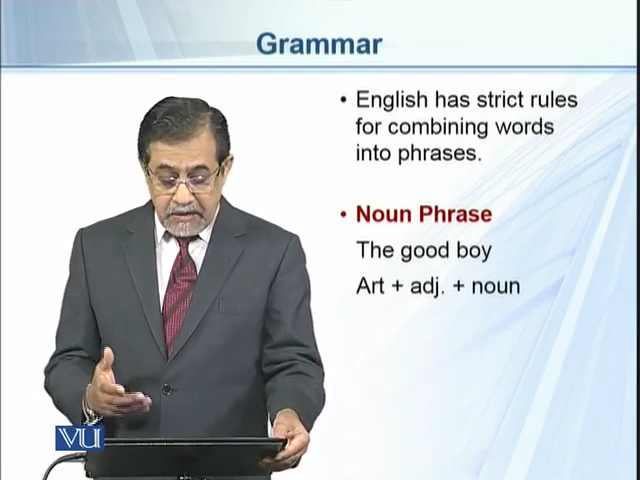 Grammar
• English has strict rules
for combining words
into phrases.
• Noun Phrase
The good boy
Art + adj. + noun
VU